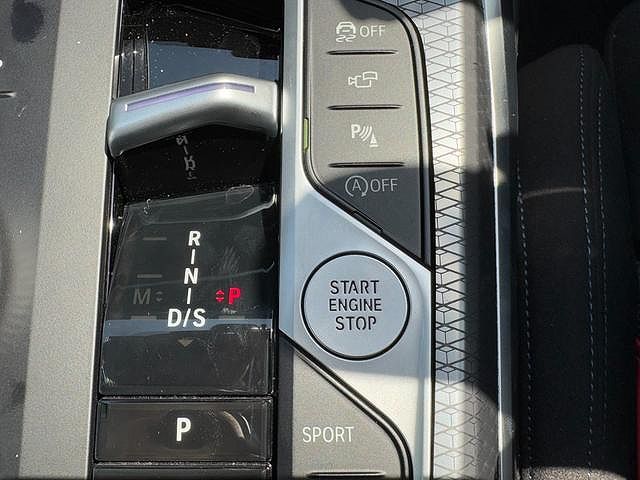 OFF
P
A OFF
R
N
M
P
D/S
START
ENGINE
STOP
P
SPORT